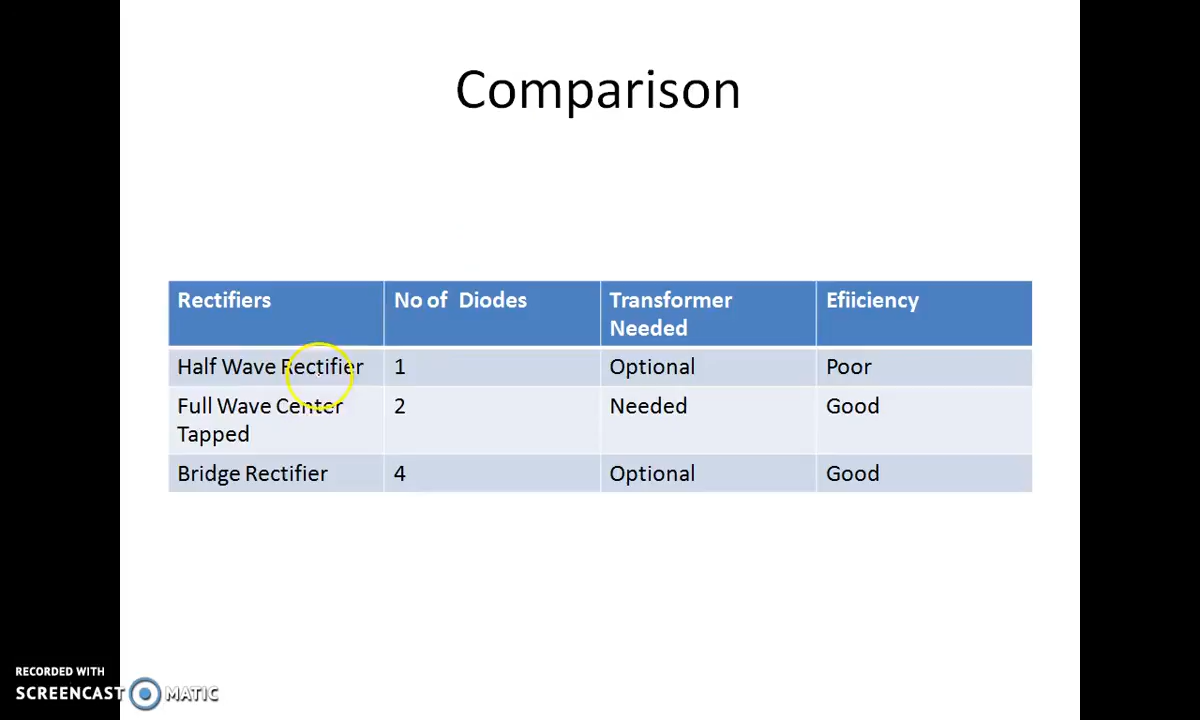 Comparison
Rectifiers No of Diodes Transformer Needed Efiiciency
Half Wave Rectifier 1 Optional Poor
Full Wave Center Tapped 2 Needed Good
Bridge Rectifier 4 Optional Good
RECORDED WITH
SCREENCAST MATIC